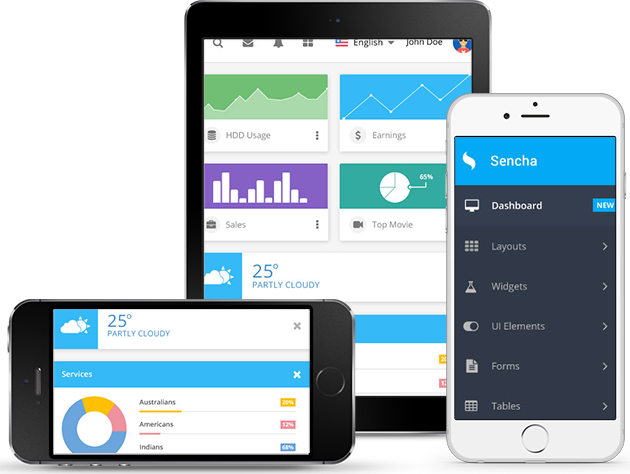 English
John Doe
HDD Usage
Earnings
65%
Sales
Top Movie
25°
PARTLY CLOUDY
Sencha
Dashboard
NEW
Layouts
Widgets
UI Elements
Forms
Tables
25°
PARTLY CLOUDY
Services
Australians
20%
Americans
12%
Indians
68%